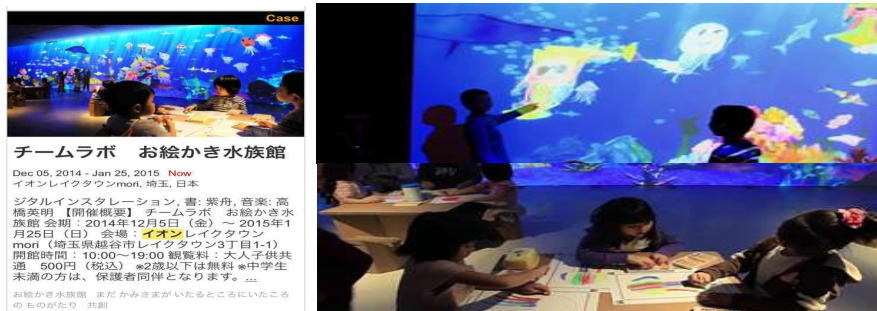 Case
チームラボ　お絵かき水族館
Dec 05, 2014 - Jan 25, 2015 Now
イオンレイクタウンmori, 埼玉, 日本
ジタルインスタレーション, 書: 紫舟, 音楽: 高
橋英明 【開催概要】 チームラボ　お絵かき水
族館 会期：2014年12月5日（金）～ 2015年1
月25日（日） 会場：イオンレイクタウン
mori（埼玉県越谷市レイクタウン3丁目1-1）
開館時間：10:00～19:00 観覧料：大人子供共
通　500円（税込） ※2歳以下は無料 ※中学生
未満の方は、保護者同伴となります。...
お絵かき水族館　まだ かみさまが いたるところにいたころ
の ものがたり　共創